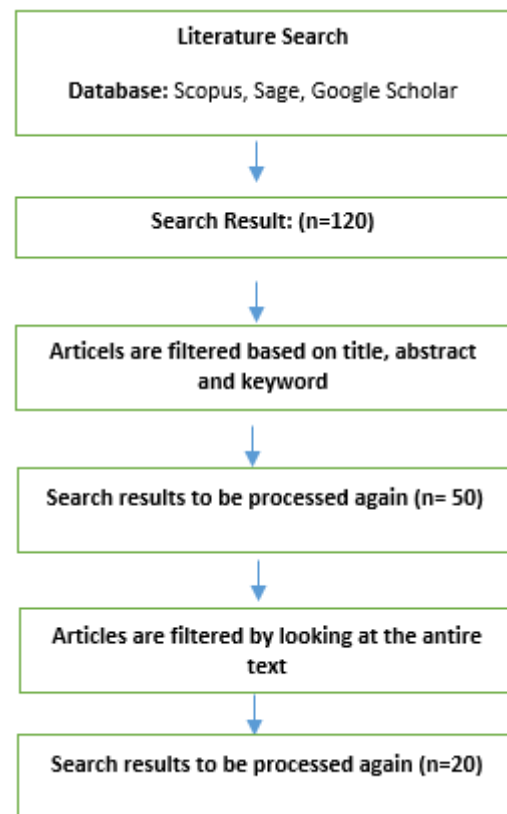 Literature Search
Database: Scopus, Sage, Google Scholar
Search Result: (n=120)
Articels are filtered based on title, abstract
and keyword
Search results to be processed again (n= 50)
Articles are filtered by looking at the antire
text
Search results to be processed again (n=20)